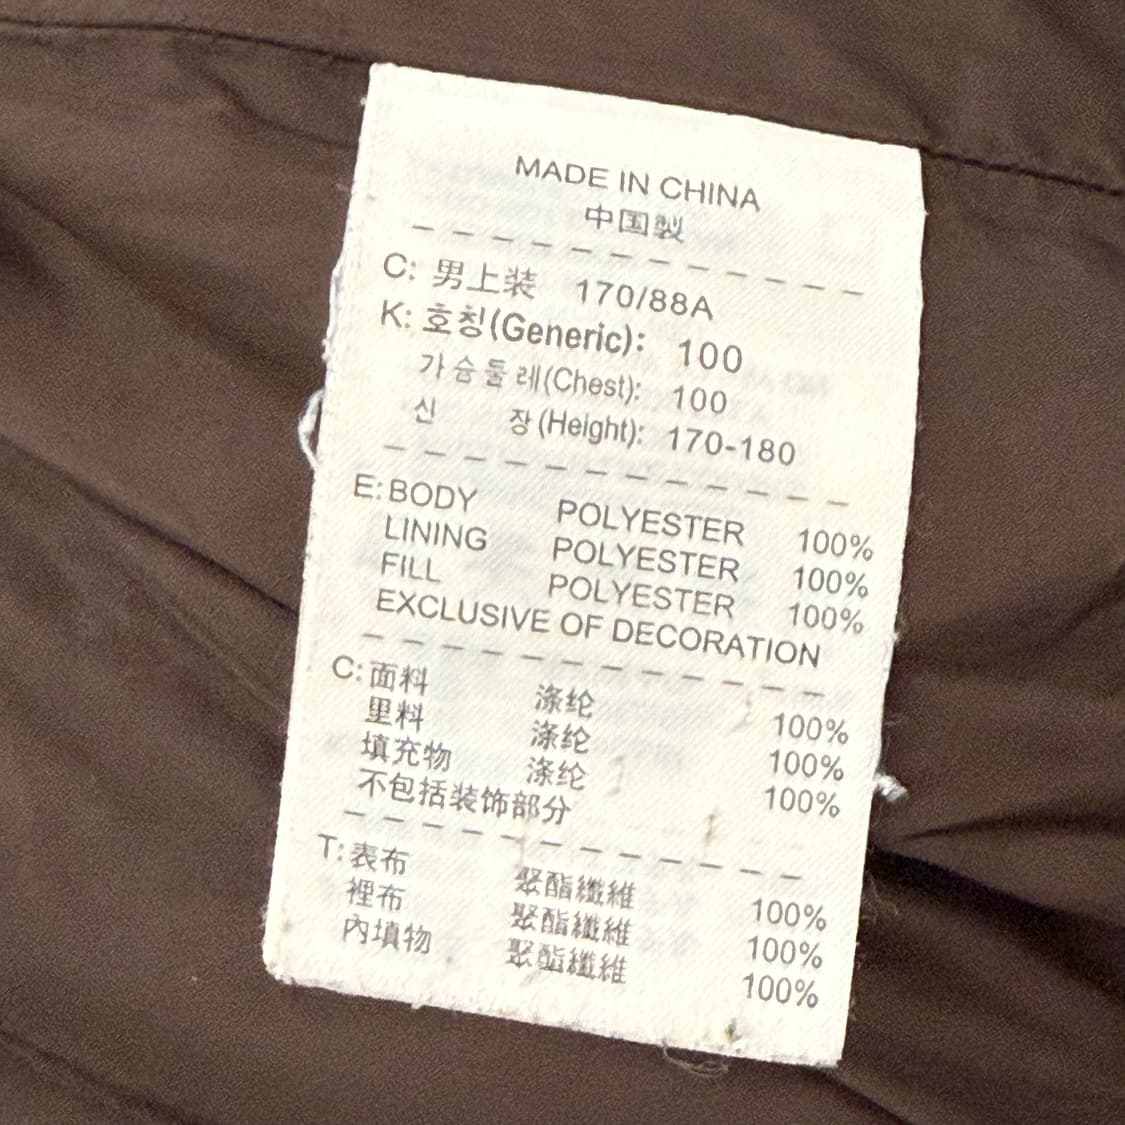 MADE IN CHINA
中国製
C: 男上装 170/88A
K: 호칭(Generic): 100
가슴둘레(Chest): 100
신 장(Height): 170-180
E: BODY POLYESTER 100%
LINING POLYESTER 100%
FILL POLYESTER 100%
EXCLUSIVE OF DECORATION
C: 面料 涤纶 100%
里料 涤纶 100%
填充物 涤纶 100%
不包括装饰部分
T: 表布 聚酯纖維 100%
裡布 聚酯纖維 100%
內填物 聚酯纖維 100%